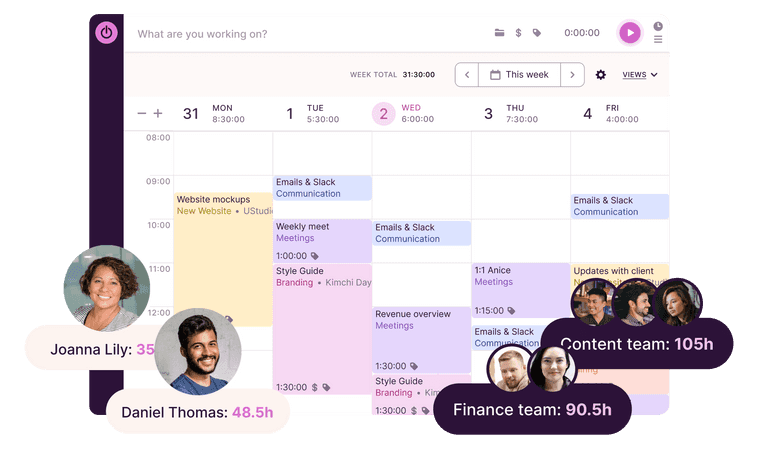 What are you working on?
$
0:00:00
WEEK TOTAL 31:30:00
This week
VIEWS
31 MON 8:30:00
1 TUE 5:30:00
2 WED 6:00:00
3 THU 7:30:00
4 FRI 4:00:00
08:00
09:00
10:00
11:00
12:00
Website mockups
New Website • UStudi
Emails & Slack
Communication
Weekly meet
Meetings
1:00:00
Style Guide
Branding • Kimchi Day
1:30:00 $
Emails & Slack
Communication
Revenue overview
Meetings
1:30:00
Style Guide
Branding
1:30:00 $
1:1 Anice
Meetings
1:15:00
Emails & Slack
Emails & Slack
Communication
Updates with client
Joanna Lily: 35
Daniel Thomas: 48.5h
Content team: 105h
Finance team: 90.5h